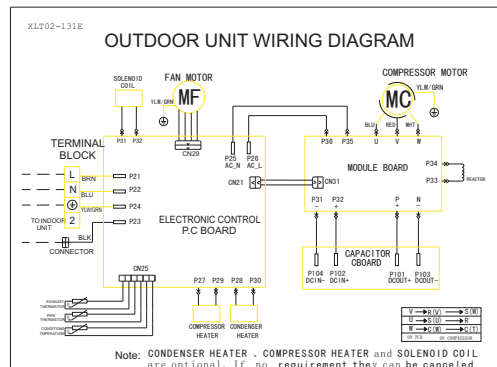 XLT02-131E
OUTDOOR UNIT WIRING DIAGRAM
SOLENOID
COIL
FAN MOTOR
MF
YLW/GRN
COMPRESSOR MOTOR
MC
YLW/GRN
BLU
RED
WHT
P31
P32
CN29
P25
AC_N
P26
AC_L
P36
P35
U
V
W
TERMINAL
BLOCK
L
BRN
P21
N
BLU
P22
YLW/GRN
P24
2
P23
TO INDOOR
UNIT
BLK
CONNECTOR
ELECTRONIC CONTROL
P.C BOARD
CN21
CN31
MODULE BOARD
P34
P33
REACTOR
P31
-
P32
+
P
+
N
-
CAPACITOR
CBOARD
P104
DCIN-
P102
DCIN+
P101
DCOUT+
P103
DCOUT-
CN25
EXHAUST
THERMISTOR
PIPE
THERMISTOR
P27
P29
P28
P30
COMPRESSOR
HEATER
CONDENSER
HEATER
V R(V) S(W)
U S(U) R
W C(W) C(T)
ON PCB ON COMPRESSOR
Note: CONDENSER HEATER 、COMPRESSOR HEATER and SOLENOID COIL
are optional. If no requirement they can be canceled